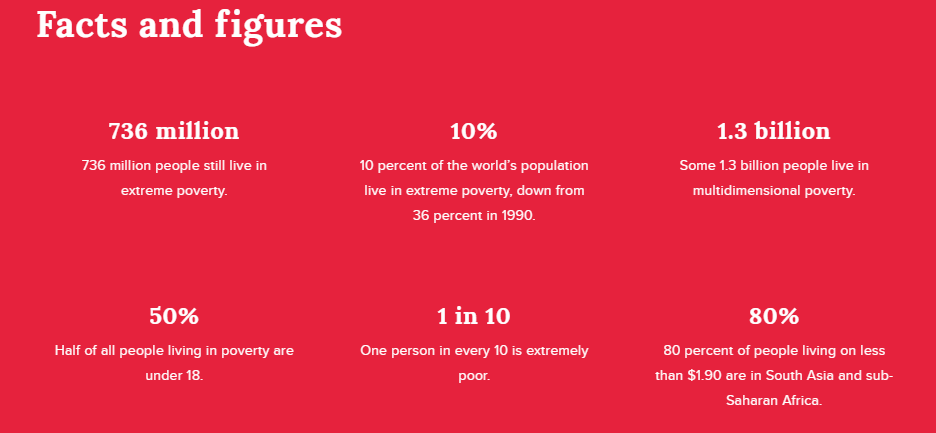 Facts and figures
736 million
736 million people still live in
extreme poverty.
10%
10 percent of the world's population
live in extreme poverty, down from
36 percent in 1990.
1.3 billion
Some 1.3 billion people live in
multidimensional poverty.
50%
Half of all people living in poverty are
under 18.
1 in 10
One person in every 10 is extremely
poor.
80%
80 percent of people living on less
than $1.90 are in South Asia and sub-
Saharan Africa.